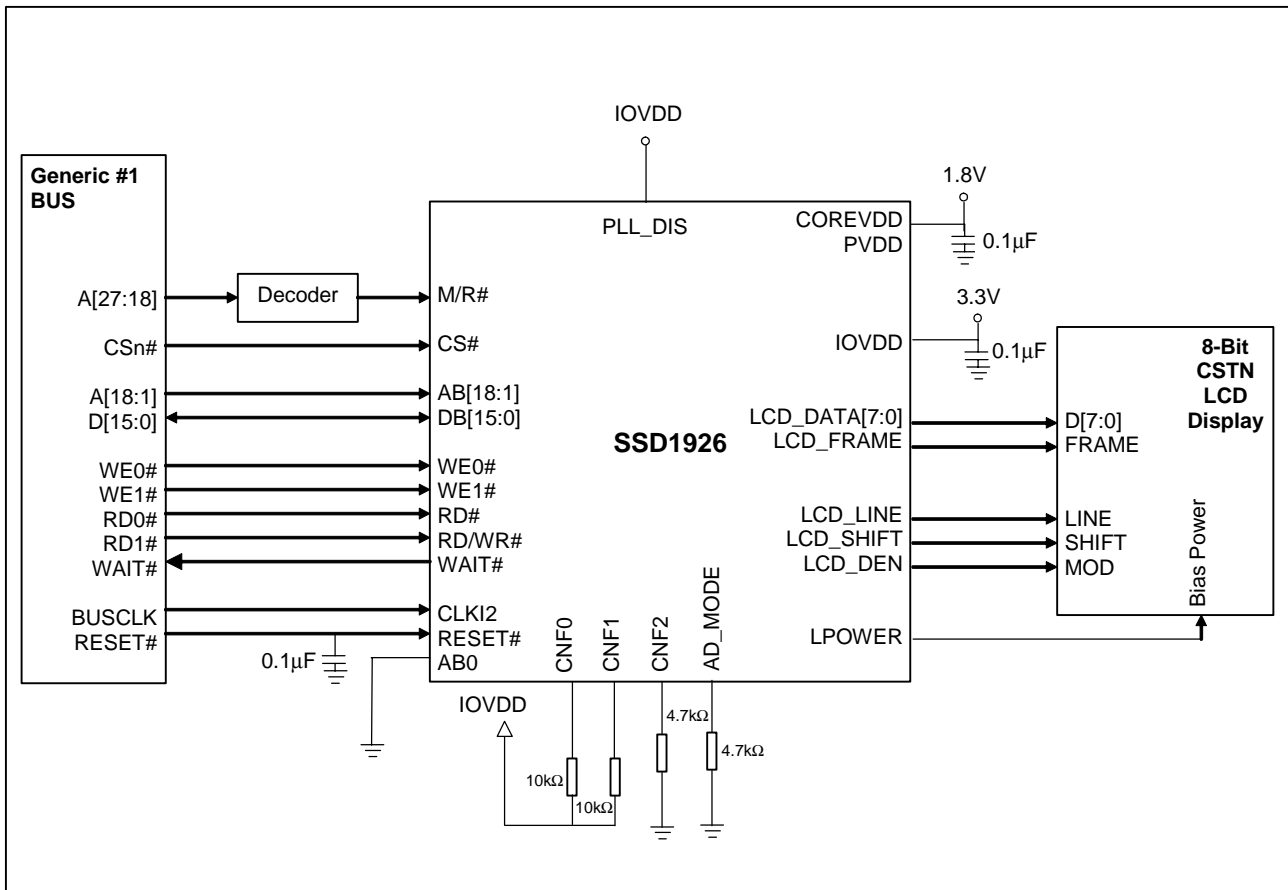 IOVDD
Generic #1
BUS
A[27:18]
CSn#
A[18:1]
D[15:0]
WE0#
WE1#
RD0#
RD1#
WAIT#
BUSCLK
RESET#
Decoder
0.1µF
PLL_DIS
M/R#
CS#
AB[18:1]
DB[15:0]
WE0#
WE1#
RD#
RD/WR#
WAIT#
CLKI2
RESET#
AB0
SSD1926
CNF0
CNF1
CNF2
AD_MODE
COREVDD
PVDD
IOVDD
LCD_DATA[7:0]
LCD_FRAME
LCD_LINE
LCD_SHIFT
LCD_DEN
LPOWER
1.8V
0.1µF
3.3V
0.1µF
8-Bit
CSTN
LCD
Display
D[7:0]
FRAME
LINE
SHIFT
MOD
Bias Power
IOVDD
10kΩ
10kΩ
4.7kΩ
4.7kΩ